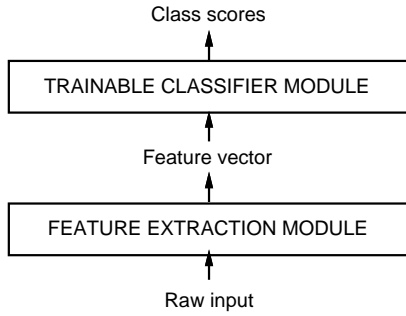 Class scores
TRAINABLE CLASSIFIER MODULE
Feature vector
FEATURE EXTRACTION MODULE
Raw input